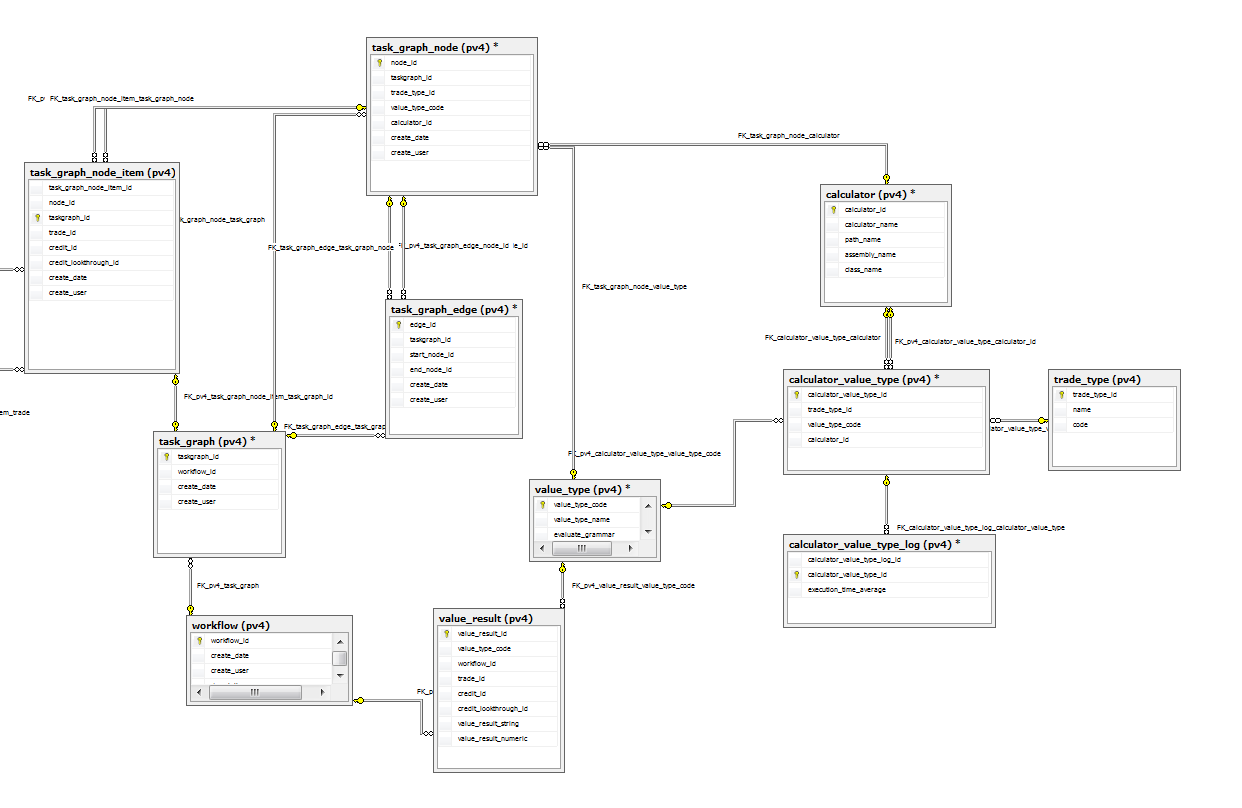 task_graph_node (pv4) *
node_id
taskgraph_id
trade_type_id
value_type_code
calculator_id
create_date
create_user
FK_p
FK_task_graph_node_item_task_graph_node
FK_task_graph_node_calculator
task_graph_node_item (pv4)
task_graph_node_item_id
node_id
taskgraph_id
trade_id
credit_id
credit_lookthrough_id
create_date
create_user
k_graph_node_task_graph
FK_task_graph_edge_task_graph_node
_pv4_task_graph_edge_node_id
le_id
calculator (pv4) *
calculator_id
calculator_name
path_name
assembly_name
class_name
FK_task_graph_node_value_type
task_graph_edge (pv4) *
edge_id
taskgraph_id
start_node_id
end_node_id
create_date
create_user
FK_calculator_value_type_calculator
FK_pv4_calculator_value_type_calculator_id
calculator_value_type (pv4) *
calculator_value_type_id
trade_type_id
value_type_code
calculator_id
trade_type (pv4)
trade_type_id
name
code
lator_value_type_v
em_trade
FK_pv4_task_graph_node_item_task_graph_id
FK_task_graph_edge_task_grap
task_graph (pv4) *
taskgraph_id
workflow_id
create_date
create_user
FK_pv4_calculator_value_type_value_type_code
value_type (pv4) *
value_type_code
value_type_name
evaluate_grammar
FK_calculator_value_type_log_calculator_value_type
calculator_value_type_log (pv4) *
calculator_value_type_log_id
calculator_value_type_id
execution_time_average
FK_pv4_task_graph
FK_pv4_value_result_value_type_code
workflow (pv4)
workflow_id
create_date
create_user
FK_p
value_result (pv4)
value_result_id
value_type_code
workflow_id
trade_id
credit_id
credit_lookthrough_id
value_result_string
value_result_numeric